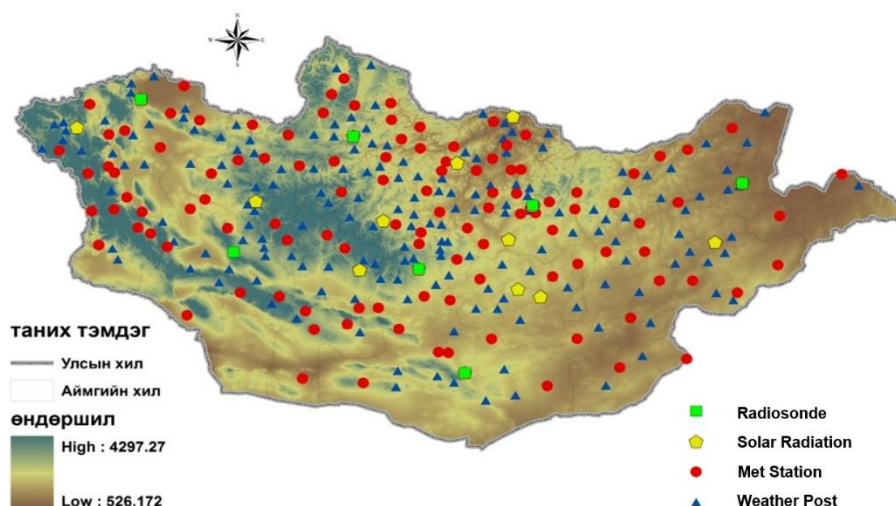 N
W
E
S
таних тэмдэг
Улсын хил
Аймгийн хил
өндөршил
High : 4297.27
Low : 526.172
Radiosonde
Solar Radiation
Met Station
Weather Post